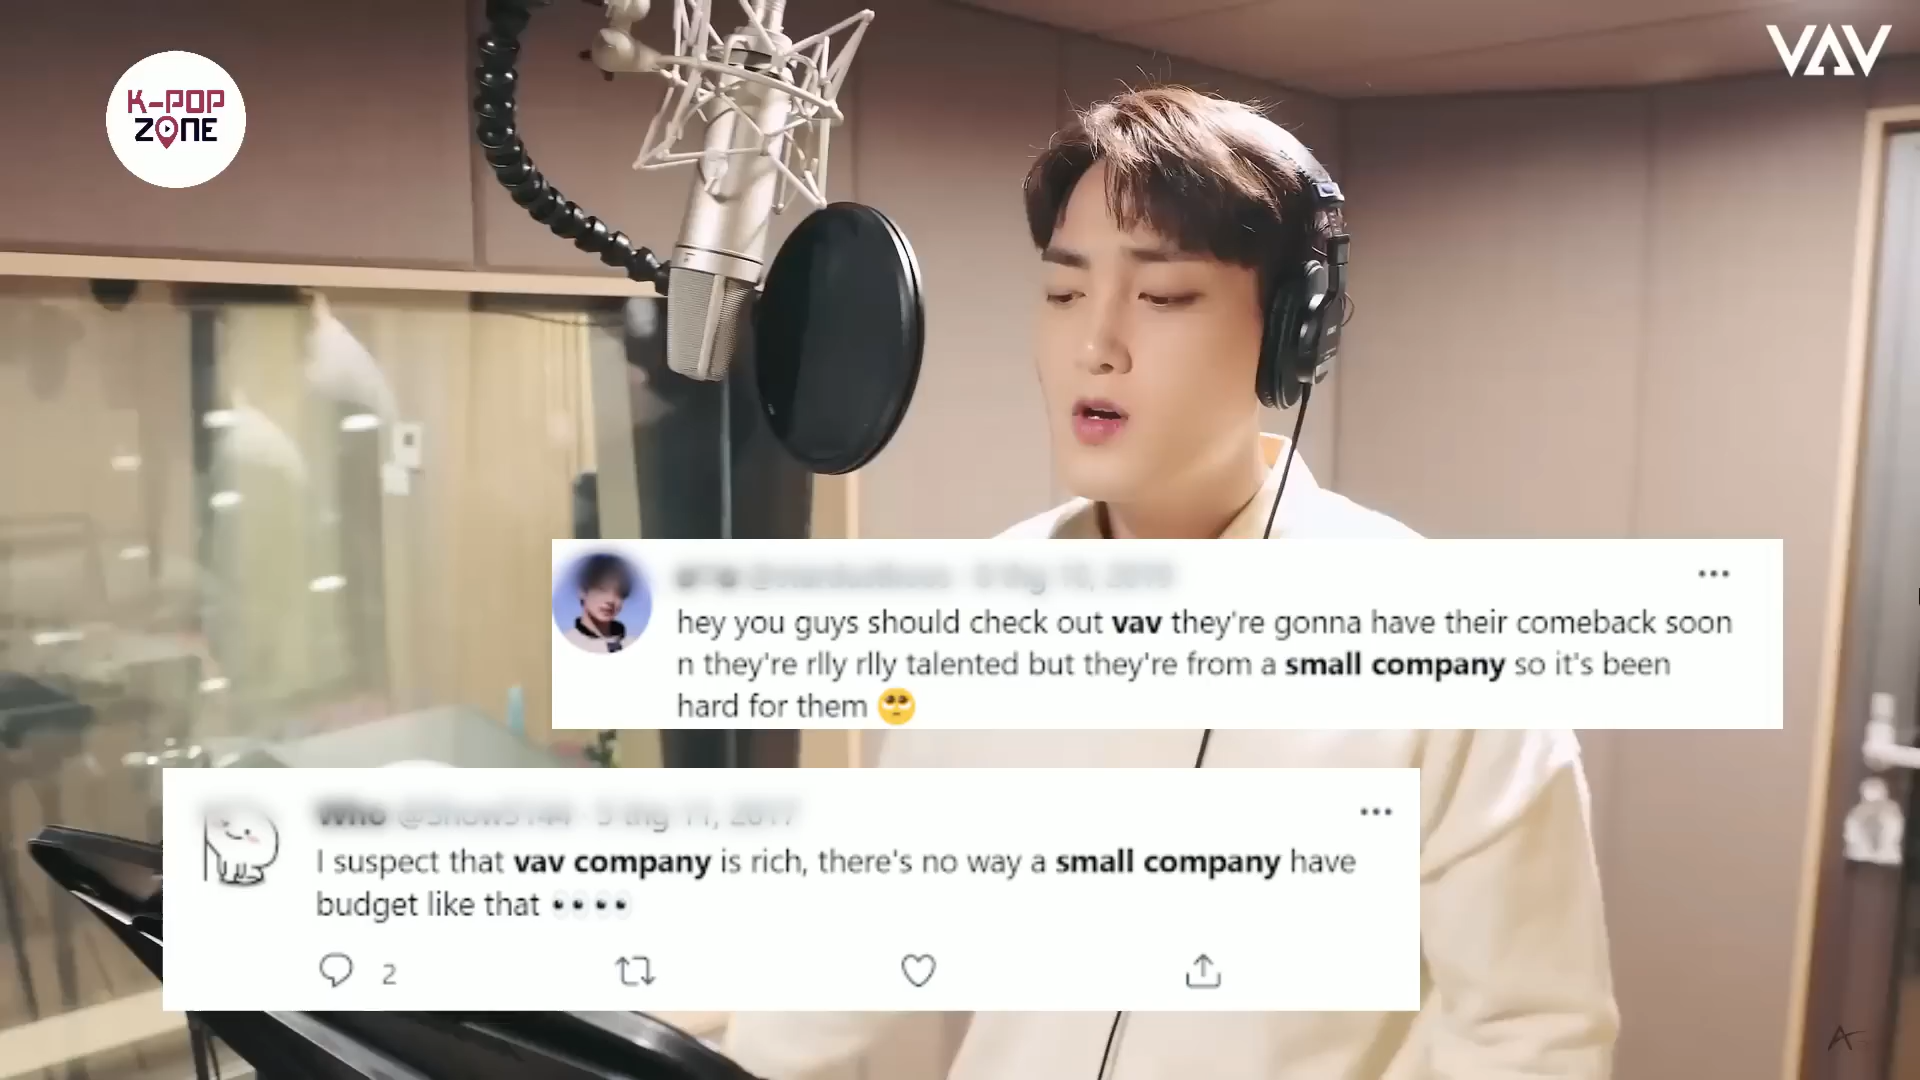 K-POP
ZONE
VAV
hey you guys should check out vav they're gonna have their comeback soon
n they're rlly rlly talented but they're from a small company so it's been
hard for them 🥺
I suspect that vav company is rich, there's no way a small company have
budget like that 👀👀
2